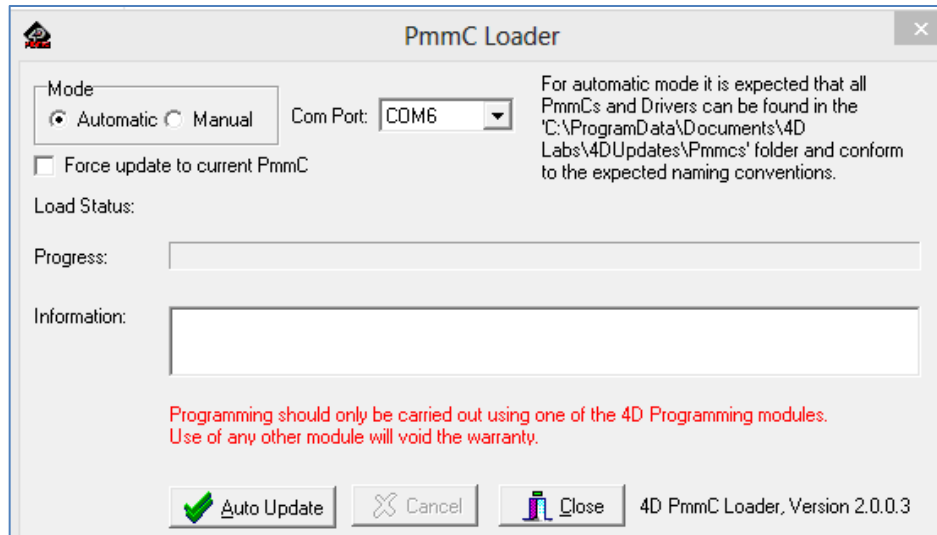 PmmC Loader
Mode
Automatic Manual
Com Port: COM6
For automatic mode it is expected that all
PmmCs and Drivers can be found in the
'C:\ProgramData\Documents\4D
Labs\4DUpdates\Pmmcs' folder and conform
to the expected naming conventions.
Force update to current PmmC
Load Status:
Progress:
Information:
Programming should only be carried out using one of the 4D Programming modules.
Use of any other module will void the warranty.
Auto Update Cancel Close 4D PmmC Loader, Version 2.0.0.3